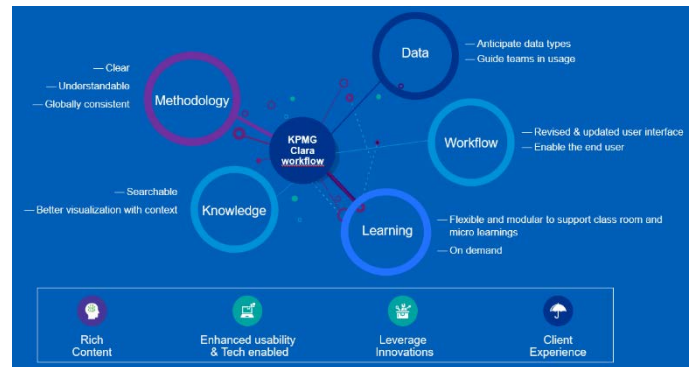 Data
— Anticipate data types
— Guide teams in usage
— Clear
— Understandable
— Globally consistent
Methodology
KPMG
Clara
workflow
Workflow
— Revised & updated user interface
— Enable the end user
— Searchable
— Better visualization with context
Knowledge
Learning
— Flexible and modular to support class room and
micro learnings
— On demand
Rich
Content
Enhanced usability
& Tech enabled
Leverage
Innovations
Client
Experience